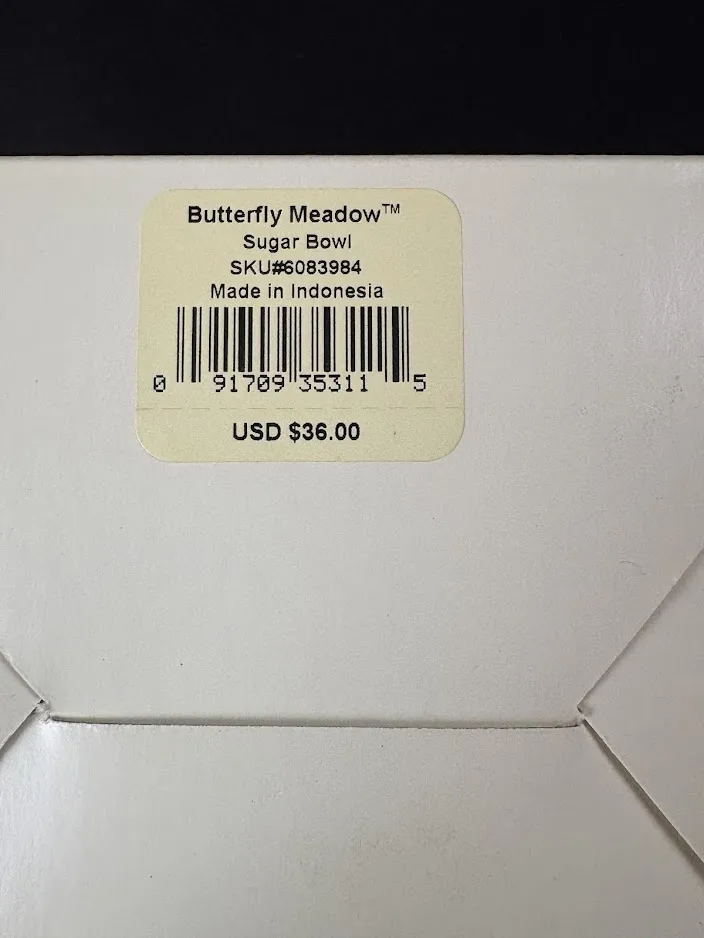 Butterfly Meadow™
Sugar Bowl
SKU#6083984
Made in Indonesia
0 91709 35311 5
USD $36.00